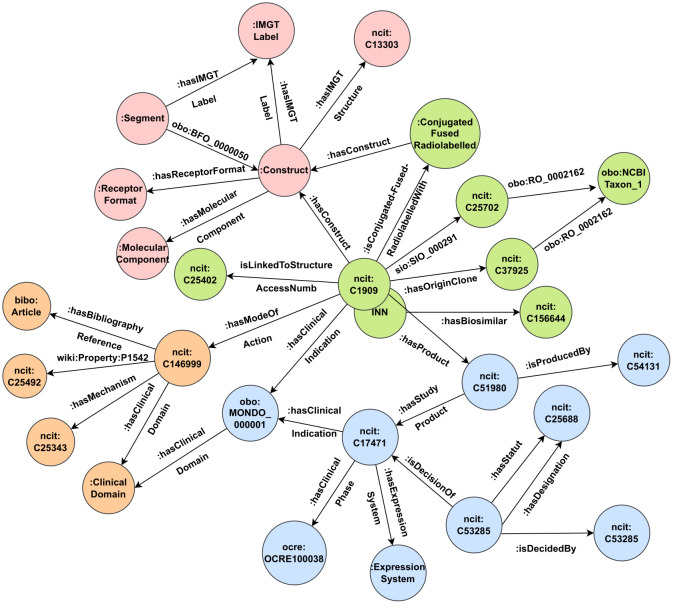 :IMGT
Label
ncit:
C13303
:hasIMGT
Label
:hasIMGT
Label
:hasIMGT
Structure
:Segment
obo:BFO_0000050
:Conjugated
Fused
Radiolabelled
:hasConstruct
:Construct
:hasReceptorFormat
:Receptor
Format
:hasMolecular
Component
:Molecular
Component
:hasConstruct
:isConjugated-Fused-
RadiolabelledWith
ncit:
C25702
obo:RO_0002162
obo:NCBI
Taxon_1
sio:SIO_000291
obo:RO_0002162
ncit:
C37925
:hasOriginClone
ncit:
C25402
isLinkedToStructure
AccessNumb
ncit:
C1909
INN
:hasBiosimilar
ncit:
C156644
bibo:
Article
:hasBibliography
Reference
:hasModeOf
Action
:hasClinical
Indication
:hasProduct
ncit:
C25492
wiki:Property:P1542
ncit:
C146999
:hasMechanism
ncit:
C25343
:hasClinical
Domain
:Clinical
Domain
:hasClinical
Domain
obo:
MONDO_
000001
:hasClinical
Indication
ncit:
C17471
:hasStudy
Product
ncit:
C51980
:isProducedBy
ncit:
C54131
ncit:
C25688
:hasStatut
:hasDesignation
:isDecisionOf
ncit:
C53285
:isDecidedBy
ncit:
C53285
:hasClinical
Phase
:hasExpression
System
ocre:
OCRE100038
:Expression
System